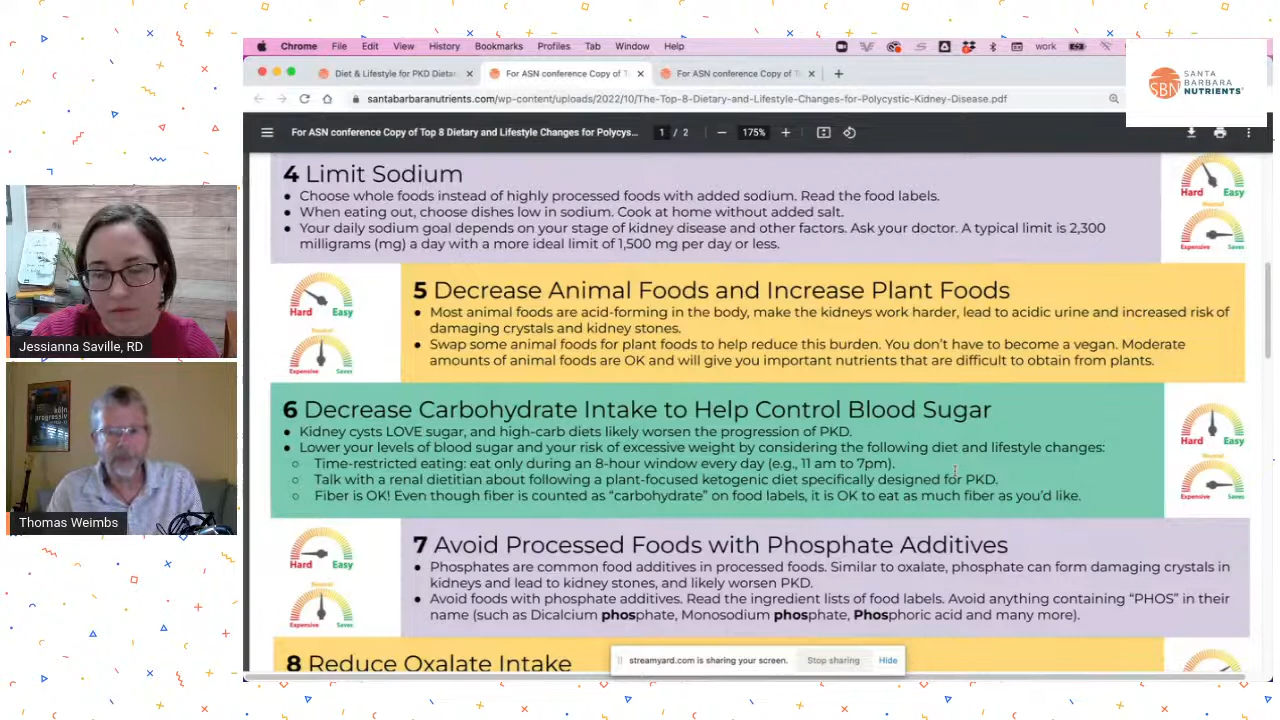 Chrome File Edit View History Bookmarks Profiles Tab Window Help work
Diet & Lifestyle for PKD Dietar
For ASN conference Copy of T
For ASN conference Copy of T
SANTA
BARBARA
NUTRIENTS
SBN
santabarbaranutrients.com/wp-content/uploads/2022/10/The-Top-8-Dietary-and-Lifestyle-Changes-for-Polycystic-Kidney-Disease.pdf
For ASN conference Copy of Top 8 Dietary and Lifestyle Changes for Polycys... 1 / 2 175%
4 Limit Sodium
Choose whole foods instead of highly processed foods with added sodium. Read the food labels.
When eating out, choose dishes low in sodium. Cook at home without added salt.
Your daily sodium goal depends on your stage of kidney disease and other factors. Ask your doctor. A typical limit is 2,300
milligrams (mg) a day with a more ideal limit of 1,500 mg per day or less.
Hard Easy
Neutral
Expensive Saves
5 Decrease Animal Foods and Increase Plant Foods
Most animal foods are acid-forming in the body, make the kidneys work harder, lead to acidic urine and increased risk of
damaging crystals and kidney stones.
Swap some animal foods for plant foods to help reduce this burden. You don't have to become a vegan. Moderate
amounts of animal foods are OK and will give you important nutrients that are difficult to obtain from plants.
Hard Easy
Neutral
Expensive Saves
6 Decrease Carbohydrate Intake to Help Control Blood Sugar
Kidney cysts LOVE sugar, and high-carb diets likely worsen the progression of PKD.
Lower your levels of blood sugar and your risk of excessive weight by considering the following diet and lifestyle changes:
Time-restricted eating: eat only during an 8-hour window every day (e.g., 11 am to 7pm).
Talk with a renal dietitian about following a plant-focused ketogenic diet specifically designed for PKD.
Fiber is OK! Even though fiber is counted as "carbohydrate" on food labels, it is OK to eat as much fiber as you'd like.
Hard Easy
Neutral
Expensive Saves
7 Avoid Processed Foods with Phosphate Additives
Phosphates are common food additives in processed foods. Similar to oxalate, phosphate can form damaging crystals in
kidneys and lead to kidney stones, and likely worsen PKD.
Avoid foods with phosphate additives. Read the ingredient lists of food labels. Avoid anything containing "PHOS" in their
name (such as Dicalcium phosphate, Monosodium phosphate, Phosphoric acid and many more).
Hard Easy
Neutral
Expensive Saves
8 Reduce Oxalate Intake
streamyard.com is sharing your screen. Stop sharing Hide
Jessianna Saville, RD
Thomas Weimbs